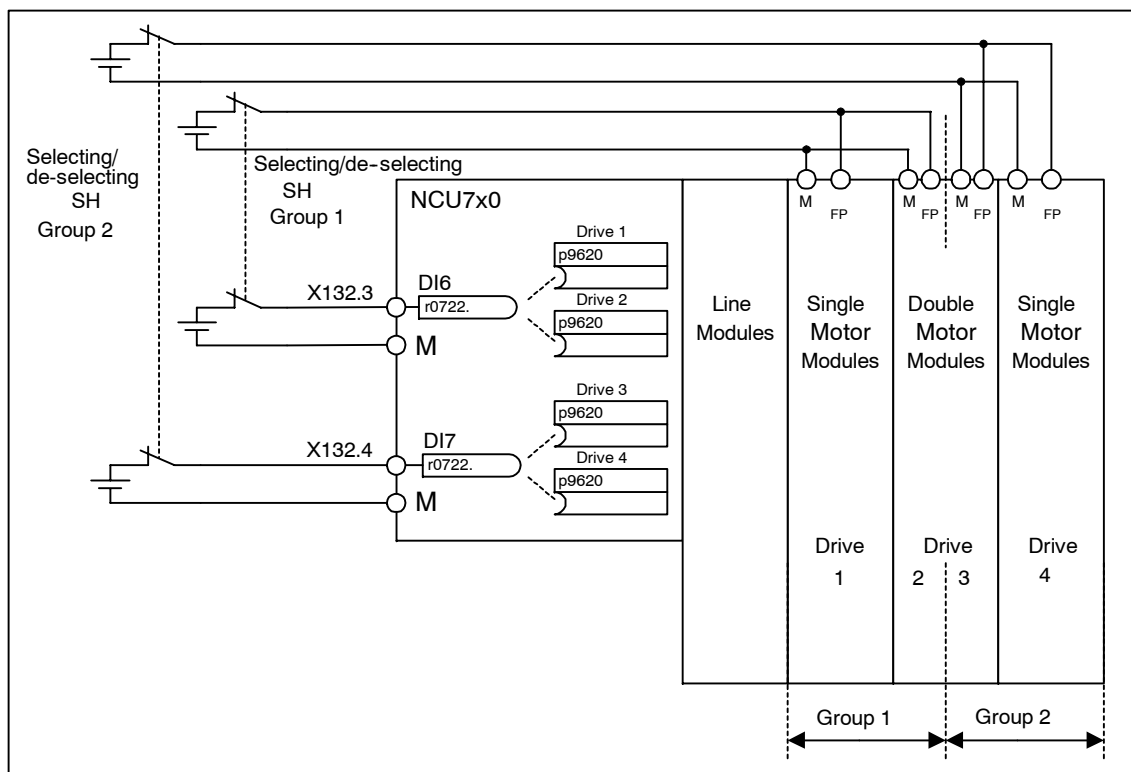 Selecting/
de-selecting
SH
Group 2
Selecting/de-selecting
SH
Group 1
NCU7x0
X132.3
DI6
r0722.
M
Drive 1
p9620
Drive 2
p9620
X132.4
DI7
r0722.
M
Drive 3
p9620
Drive 4
p9620
Line
Modules
M
FP
Single
Motor
Modules
Drive
1
M
FP
M
FP
Double
Motor
Modules
Drive
2 3
M
FP
Single
Motor
Modules
Drive
4
Group 1
Group 2